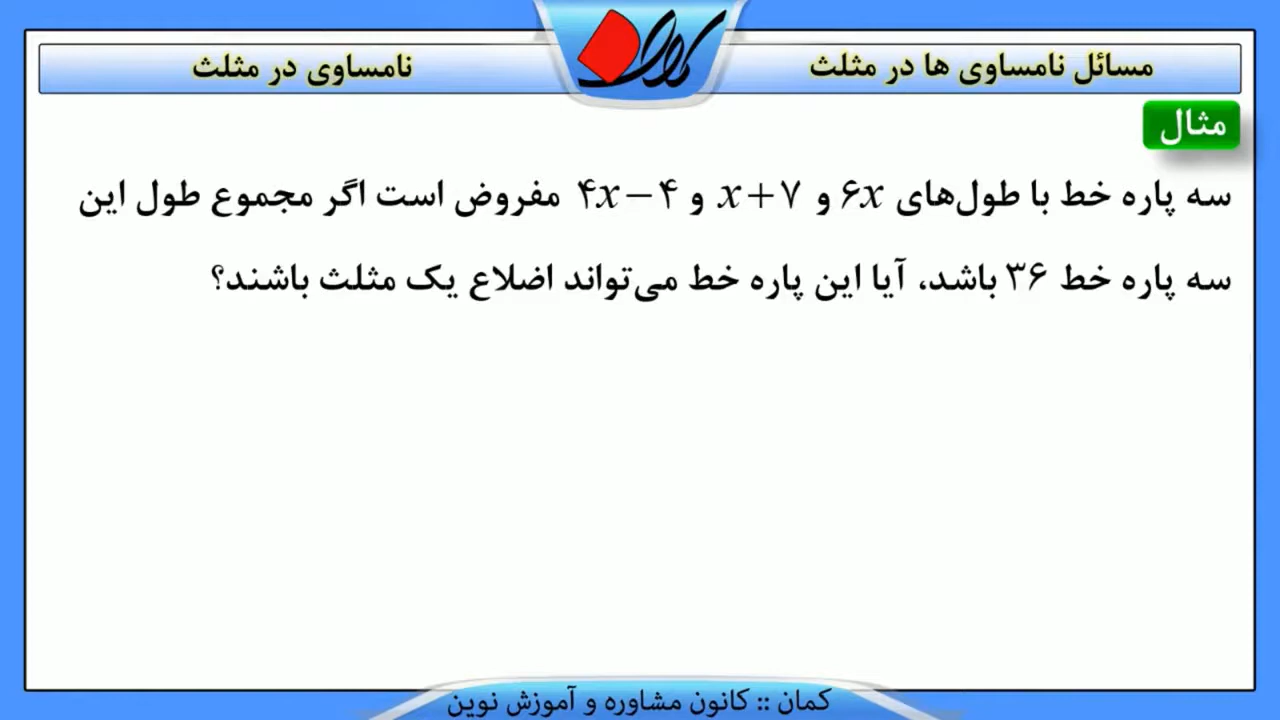 مسائل نامساوی ها در مثلث
کمان
نامساوی در مثلث
مثال
سه پاره خط با طول‌های ۶x و x+۷ و ۴x−۴ مفروض است اگر مجموع طول این
سه پاره خط ۳۶ باشد، آیا این پاره خط می‌تواند اضلاع یک مثلث باشند؟
کمان :: کانون مشاوره و آموزش نوین